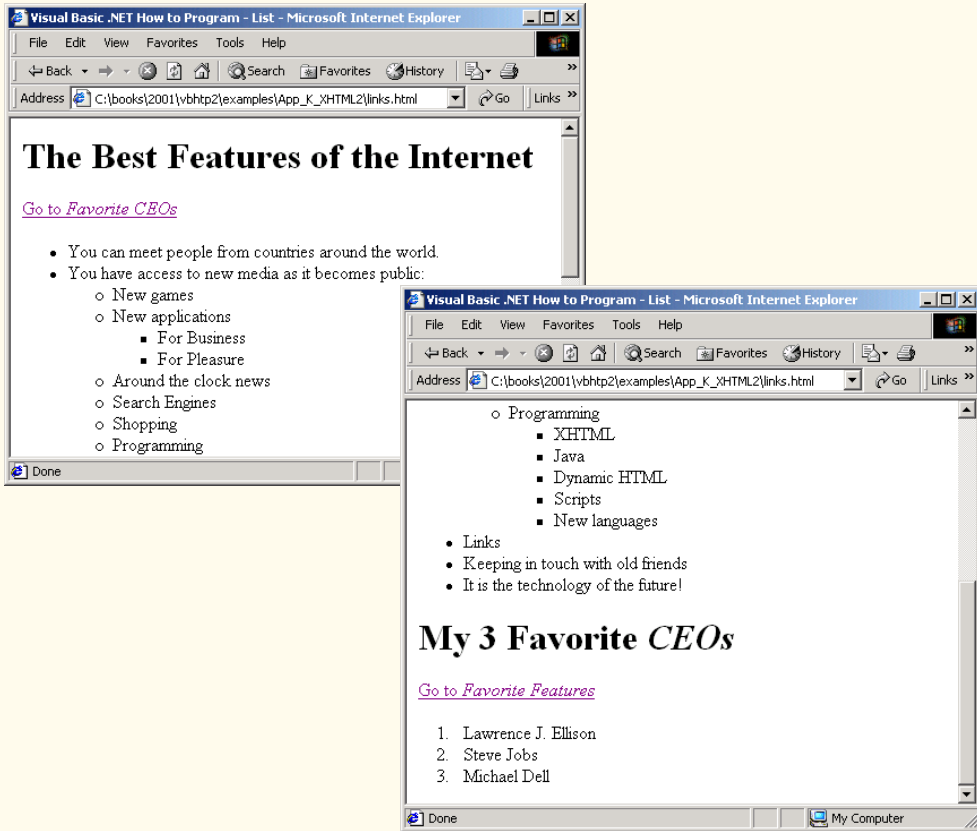 Visual Basic .NET How to Program - List - Microsoft Internet Explorer
File Edit View Favorites Tools Help
Back Search Favorites History »
Address C:\books\2001\vbhtp2\examples\App_K_XHTML2\links.html Go Links »
The Best Features of the Internet
Go to Favorite CEOs
• You can meet people from countries around the world.
• You have access to new media as it becomes public:
o New games
o New applications
▪ For Business
▪ For Pleasure
o Around the clock news
o Search Engines
o Shopping
o Programming
Done
Visual Basic .NET How to Program - List - Microsoft Internet Explorer
File Edit View Favorites Tools Help
Back Search Favorites History »
Address C:\books\2001\vbhtp2\examples\App_K_XHTML2\links.html Go Links »
o Programming
▪ XHTML
▪ Java
▪ Dynamic HTML
▪ Scripts
▪ New languages
• Links
• Keeping in touch with old friends
• It is the technology of the future!
My 3 Favorite CEOs
Go to Favorite Features
1. Lawrence J. Ellison
2. Steve Jobs
3. Michael Dell
Done My Computer